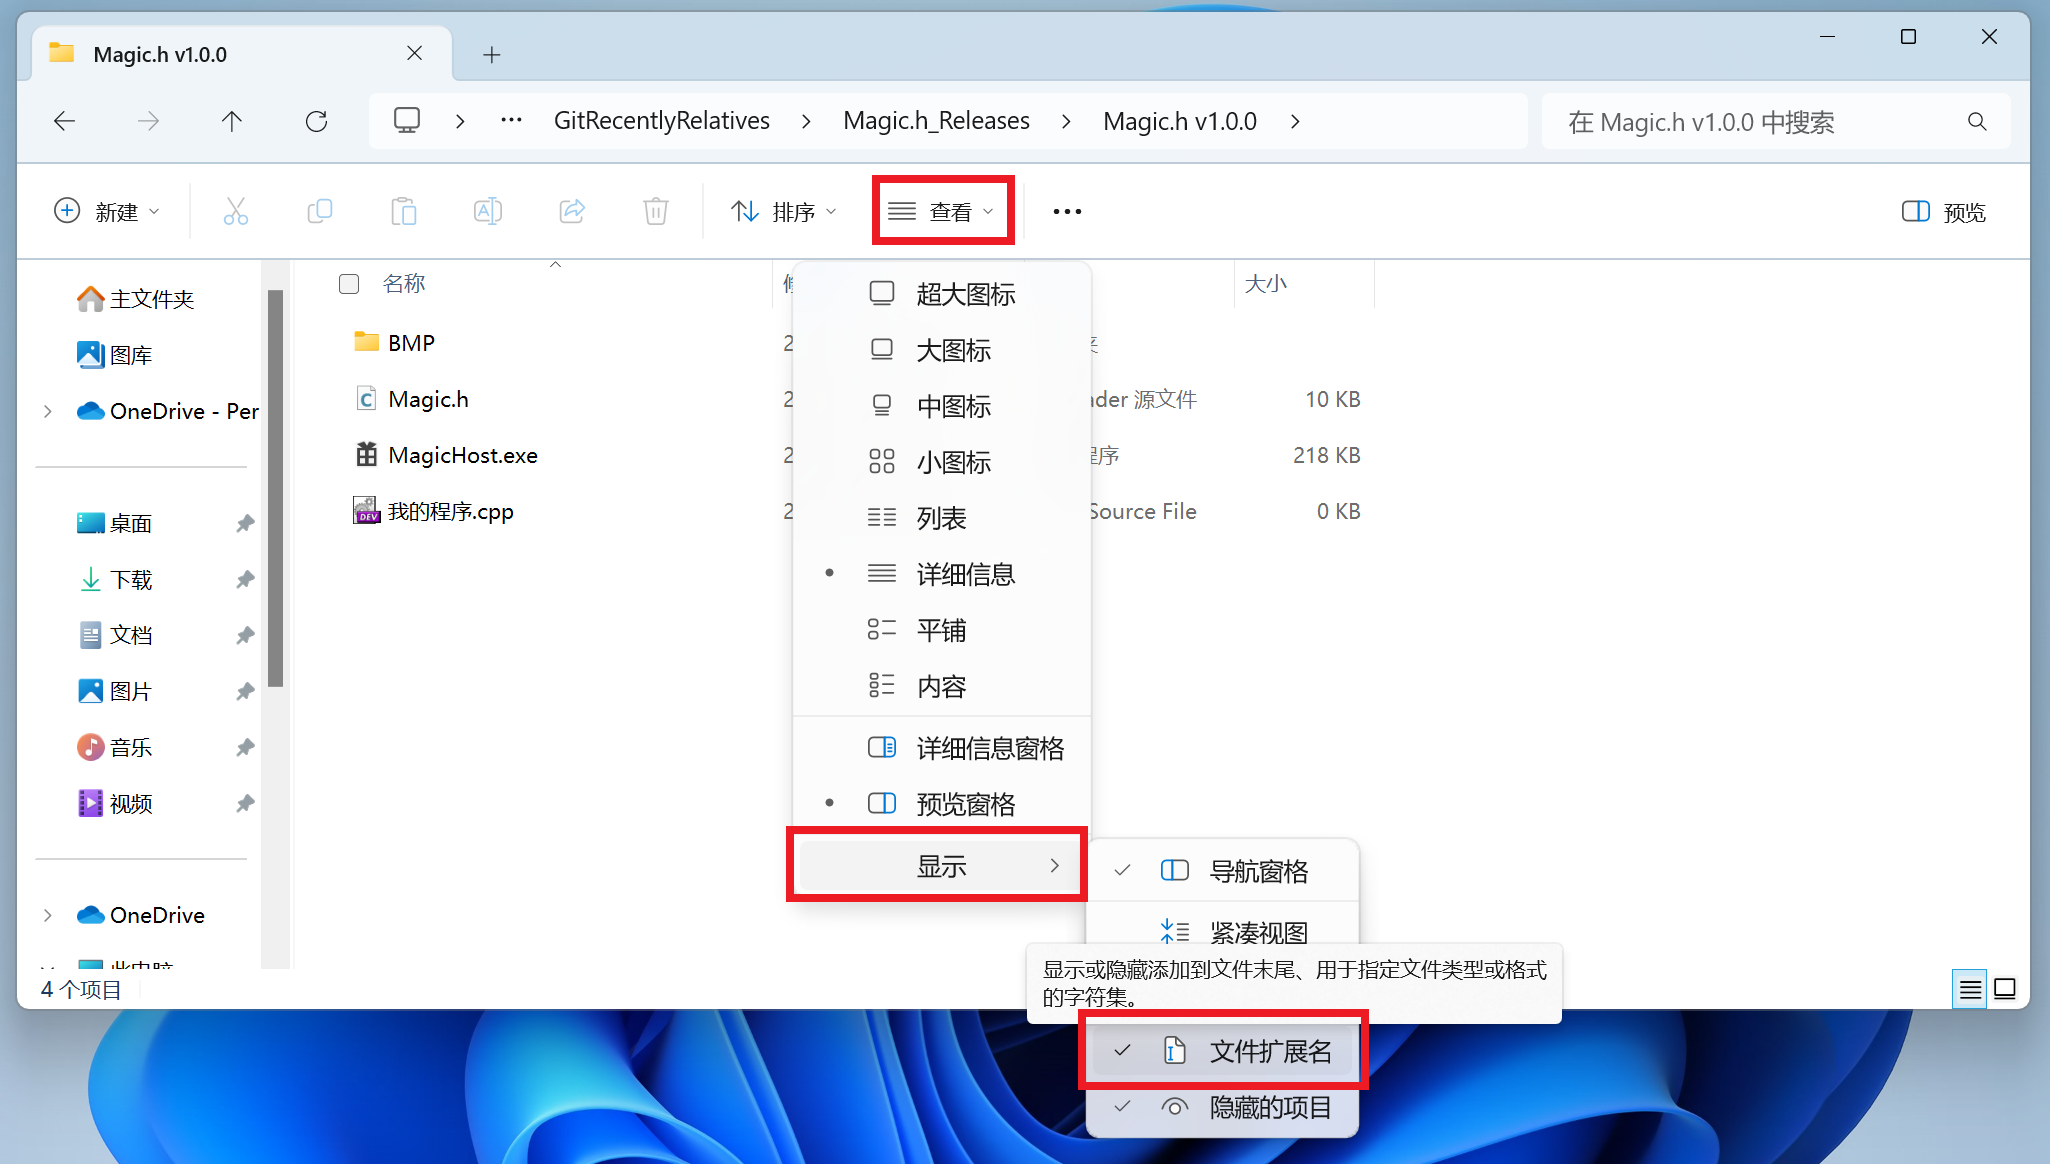 Magic.h v1.0.0
GitRecentlyRelatives
Magic.h_Releases
Magic.h v1.0.0
在 Magic.h v1.0.0 中搜索
新建
排序
查看
预览
主文件夹
图库
OneDrive - Per
桌面
下载
文档
图片
音乐
视频
OneDrive
4 个项目
名称
大小
BMP
Magic.h
10 KB
MagicHost.exe
218 KB
DEV
我的程序.cpp
Source File
0 KB
ader 源文件
程序
超大图标
大图标
中图标
小图标
列表
详细信息
平铺
内容
详细信息窗格
预览窗格
显示
导航窗格
紧凑视图
显示或隐藏添加到文件末尾、用于指定文件类型或格式
的字符集。
文件扩展名
隐藏的项目